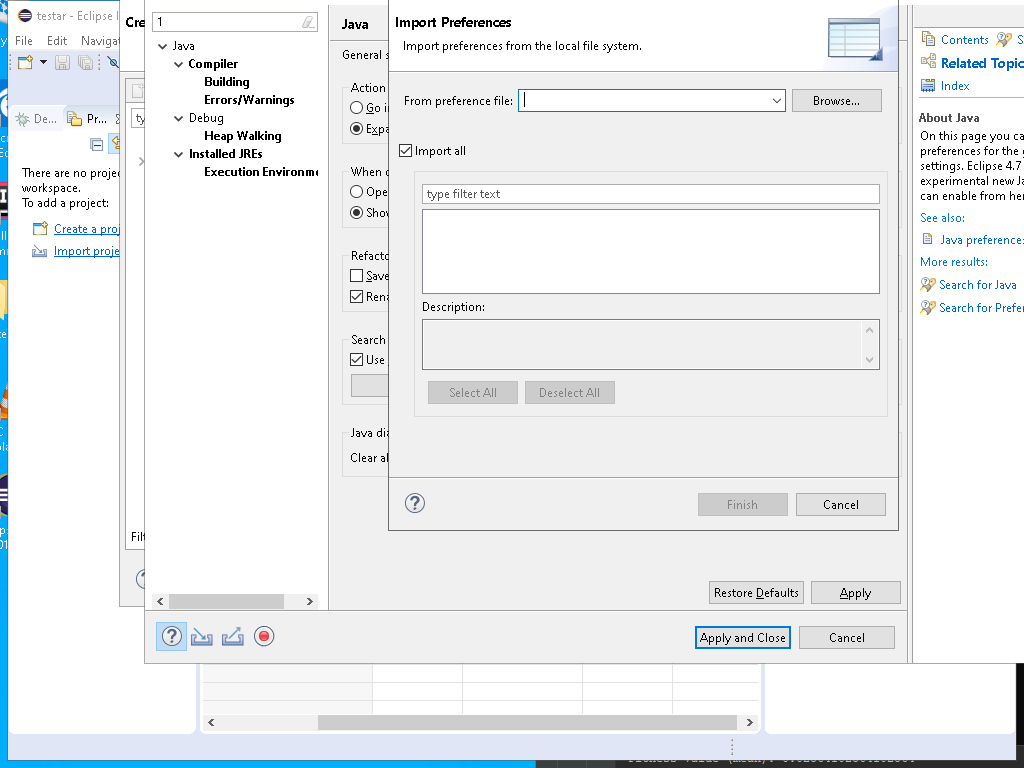 testar - Eclipse
File Edit Naviga
De...
Pr...
There are no proje
workspace.
To add a project:
Create a proj
Import proje
Cre
1
Java
Compiler
Building
Errors/Warnings
Debug
Heap Walking
Installed JREs
Execution Environm
Filt
Java
General s
Action
Go i
Expa
When d
Ope
Show
Refacto
Save
Rena
Search
Use
Java dia
Clear al
Import Preferences
Import preferences from the local file system.
From preference file:
Browse...
Import all
type filter text
Description:
Select All
Deselect All
Finish
Cancel
Restore Defaults
Apply
Apply and Close
Cancel
Contents
S
Related Topic
Index
About Java
On this page you ca
preferences for the g
settings. Eclipse 4.7
experimental new Ja
can enable from her
See also:
Java preferences
More results:
Search for Java
Search for Prefer